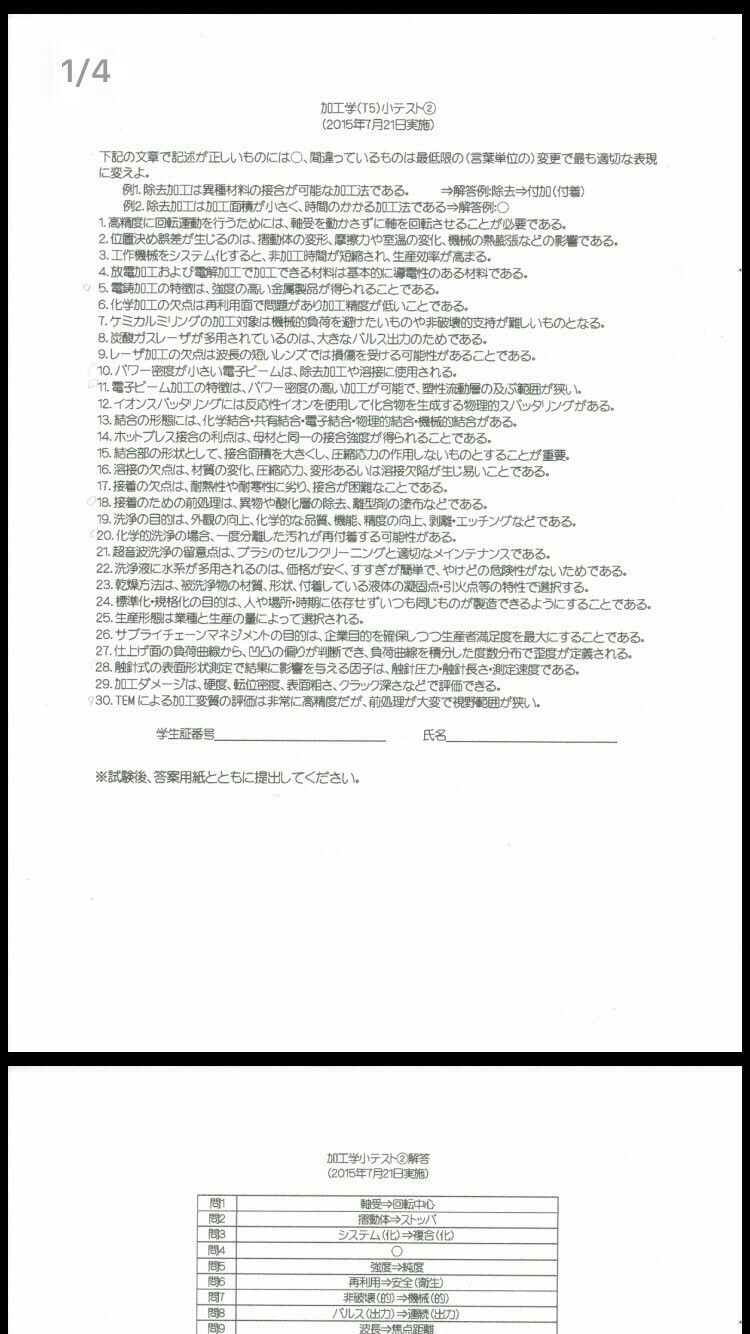 1/4
加工学(T5)小テスト②
(2015年7月21日実施)
下記の文章で記述が正しいものには○、間違っているものは最低限の(言葉単位の)変更で最も適切な表現
に変えよ。
例1. 除去加工は異種材料の接合が可能な加工法である。 ⇒解答例:除去⇒付加(付着)
例2. 除去加工は加工面積が小さく、時間のかかる加工法である⇒解答例:○
1. 高精度に回転運動を行うためには、軸受を動かさずに軸を回転させることが必要である。
2. 位置決め誤差が生じるのは、摺動体の変形、摩擦力や室温の変化、機械の熱膨張などの影響である。
3. 工作機械をシステム化すると、非加工時間が短縮され、生産効率が高まる。
4. 放電加工および電解加工で加工できる材料は基本的に導電性のある材料である。
5. 電鋳加工の特徴は、強度の高い金属製品が得られることである。
6. 化学加工の欠点は再利用面で問題があり加工精度が低いことである。
7. ケミカルミリングの加工対象は機械的負荷を避けたいものや非破壊的支持が難しいものとなる。
8. 炭酸ガスレーザが多用されているのは、大きなパルス出力のためである。
9. レーザ加工の欠点は波長の短いレンズでは損傷を受ける可能性があることである。
10. パワー密度が小さい電子ビームは、除去加工や溶接に使用される。
11. 電子ビーム加工の特徴は、パワー密度の高い加工が可能で、塑性流動層の及ぶ範囲が狭い。
12. イオンスパッタリングには反応性イオンを使用して化合物を生成する物理的スパッタリングがある。
13. 結合の形態には、化学結合・共有結合・電子結合・物理的結合・機械的結合がある。
14. ホットプレス接合の利点は、母材と同一の接合強度が得られることである。
15. 結合部の形状として、接合面積を大きくし、圧縮応力の作用しないものとすることが重要。
16. 溶接の欠点は、材質の変化、圧縮応力、変形あるいは溶接欠陥が生じ易いことである。
17. 接着の欠点は、耐熱性や耐寒性に劣り、接合が困難なことである。
18. 接着のための前処理は、異物や酸化層の除去、離型剤の塗布などである。
19. 洗浄の目的は、外観の向上、化学的な品質、機能、精度の向上、剥離・エッチングなどである。
20. 化学的洗浄の場合、一度分離した汚れが再付着する可能性がある。
21. 超音波洗浄の留意点は、ブラシのセルフクリーニングと適切なメインテナンスである。
22. 洗浄液に水系が多用されるのは、価格が安く、すすぎが簡単で、やけどの危険性がないためである。
23. 乾燥方法は、被洗浄物の材質、形状、付着している液体の凝固点・引火点等の特性で選択する。
24. 標準化・規格化の目的は、人や場所・時期に依存せずいつも同じものが製造できるようにすることである。
25. 生産形態は業種と生産の量によって選択される。
26. サプライチェーンマネジメントの目的は、企業目的を確保しつつ生産者満足度を最大にすることである。
27. 仕上げ面の負荷曲線から、凹凸の偏りが判断でき、負荷曲線を積分した度数分布で歪度が定義される。
28. 触針式の表面形状測定で結果に影響を与える因子は、触針圧力・触針長さ・測定速度である。
29. 加工ダメージは、硬度、転位密度、表面粗さ、クラック深さなどで評価できる。
30. TEMによる加工変質の評価は非常に高精度だが、前処理が大変で視野範囲が狭い。
学生証番号 氏名
※試験後、答案用紙とともに提出してください。
加工学小テスト②解答
(2015年7月21日実施)
問1 軸受⇒回転中心
問2 摺動体⇒ストッパ
問3 システム(化)⇒複合(化)
問4 ○
問5 強度⇒純度
問6 再利用⇒安全(衛生)
問7 非破壊(的)⇒機械(的)
問8 パルス(出力)⇒連続(出力)
問9 波長⇒焦点距離